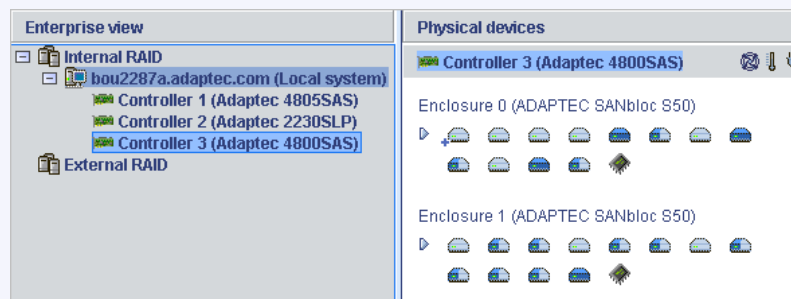 Enterprise view
Internal RAID
bou2287a.adaptec.com (Local system)
Controller 1 (Adaptec 4805SAS)
Controller 2 (Adaptec 2230SLP)
Controller 3 (Adaptec 4800SAS)
External RAID
Physical devices
Controller 3 (Adaptec 4800SAS)
Enclosure 0 (ADAPTEC SANbloc S50)
Enclosure 1 (ADAPTEC SANbloc S50)